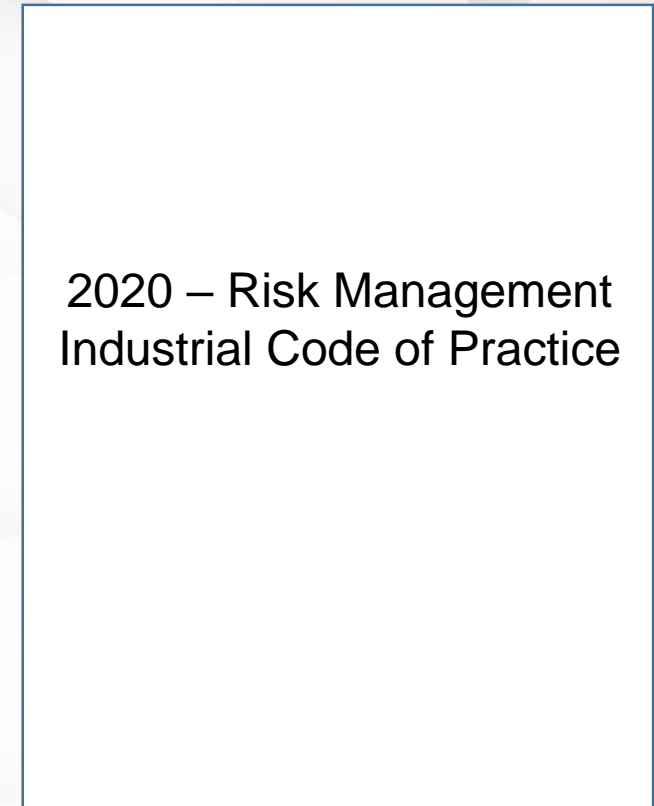 2020 – Risk Management
Industrial Code of Practice